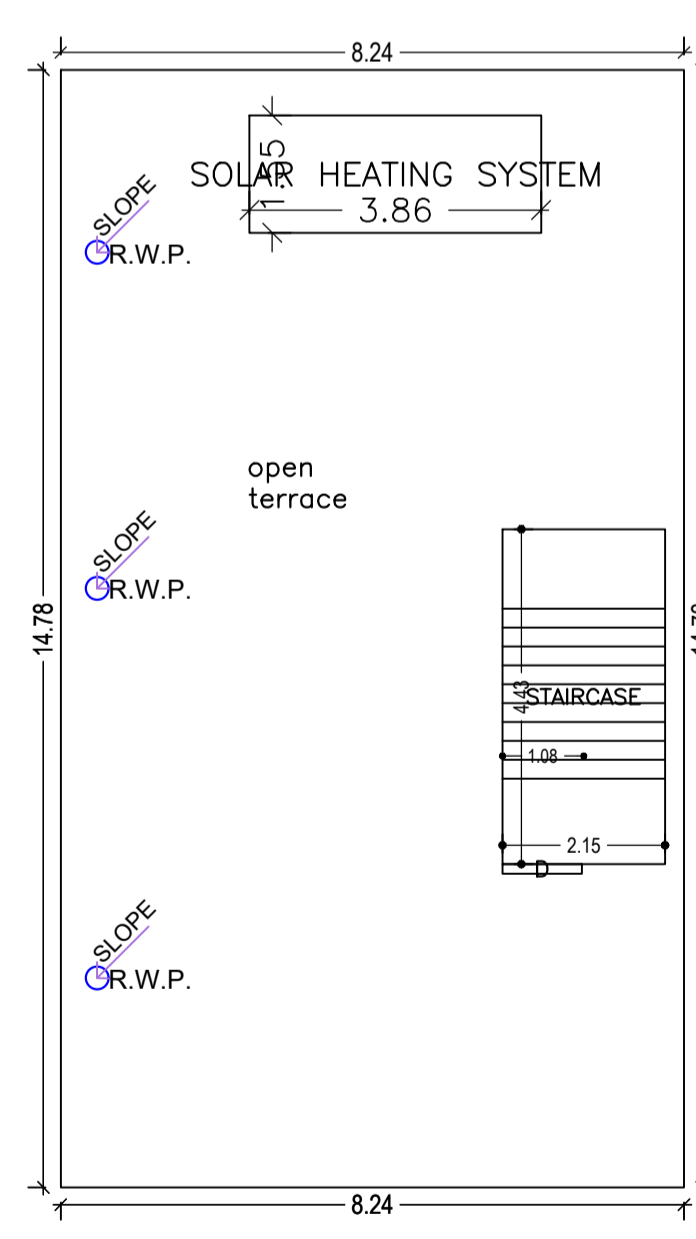 8.24
1.55
SOLAR HEATING SYSTEM
3.86
SLOPE
R.W.P.
open
terrace
SLOPE
R.W.P.
14.78
4.43
STAIRCASE
1.08
2.15
D
SLOPE
R.W.P.
8.24